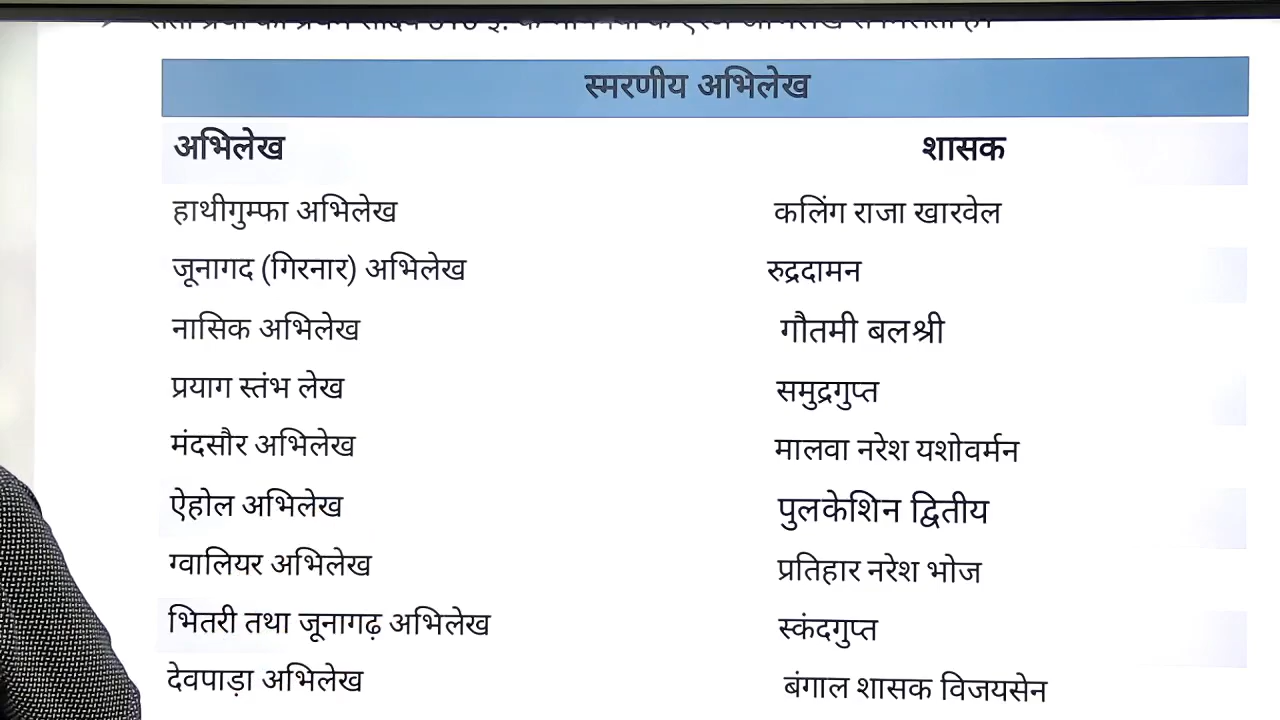 स्मरणीय अभिलेख
अभिलेख शासक
हाथीगुम्फा अभिलेख कलिंग राजा खारवेल
जूनागद (गिरनार) अभिलेख रुद्रदामन
नासिक अभिलेख गौतमी बलश्री
प्रयाग स्तंभ लेख समुद्रगुप्त
मंदसौर अभिलेख मालवा नरेश यशोवर्मन
ऐहोल अभिलेख पुलकेशिन द्वितीय
ग्वालियर अभिलेख प्रतिहार नरेश भोज
भितरी तथा जूनागढ़ अभिलेख स्कंदगुप्त
देवपाड़ा अभिलेख बंगाल शासक विजयसेन